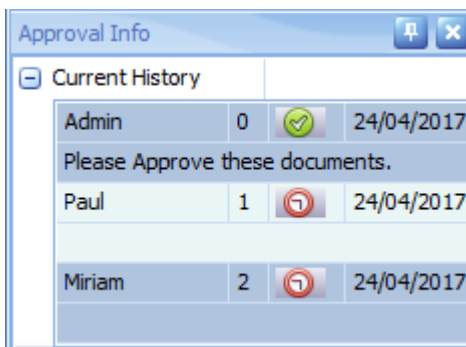 Approval Info
Current History
Admin 0 24/04/2017
Please Approve these documents.
Paul 1 24/04/2017
Miriam 2 24/04/2017